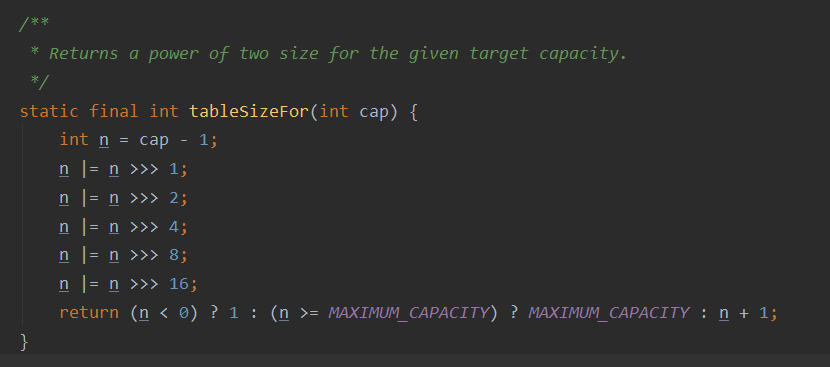 /**
 * Returns a power of two size for the given target capacity.
 */
static final int tableSizeFor(int cap) {
    int n = cap - 1;
    n |= n >>> 1;
    n |= n >>> 2;
    n |= n >>> 4;
    n |= n >>> 8;
    n |= n >>> 16;
    return (n < 0) ? 1 : (n >= MAXIMUM_CAPACITY) ? MAXIMUM_CAPACITY : n + 1;
}